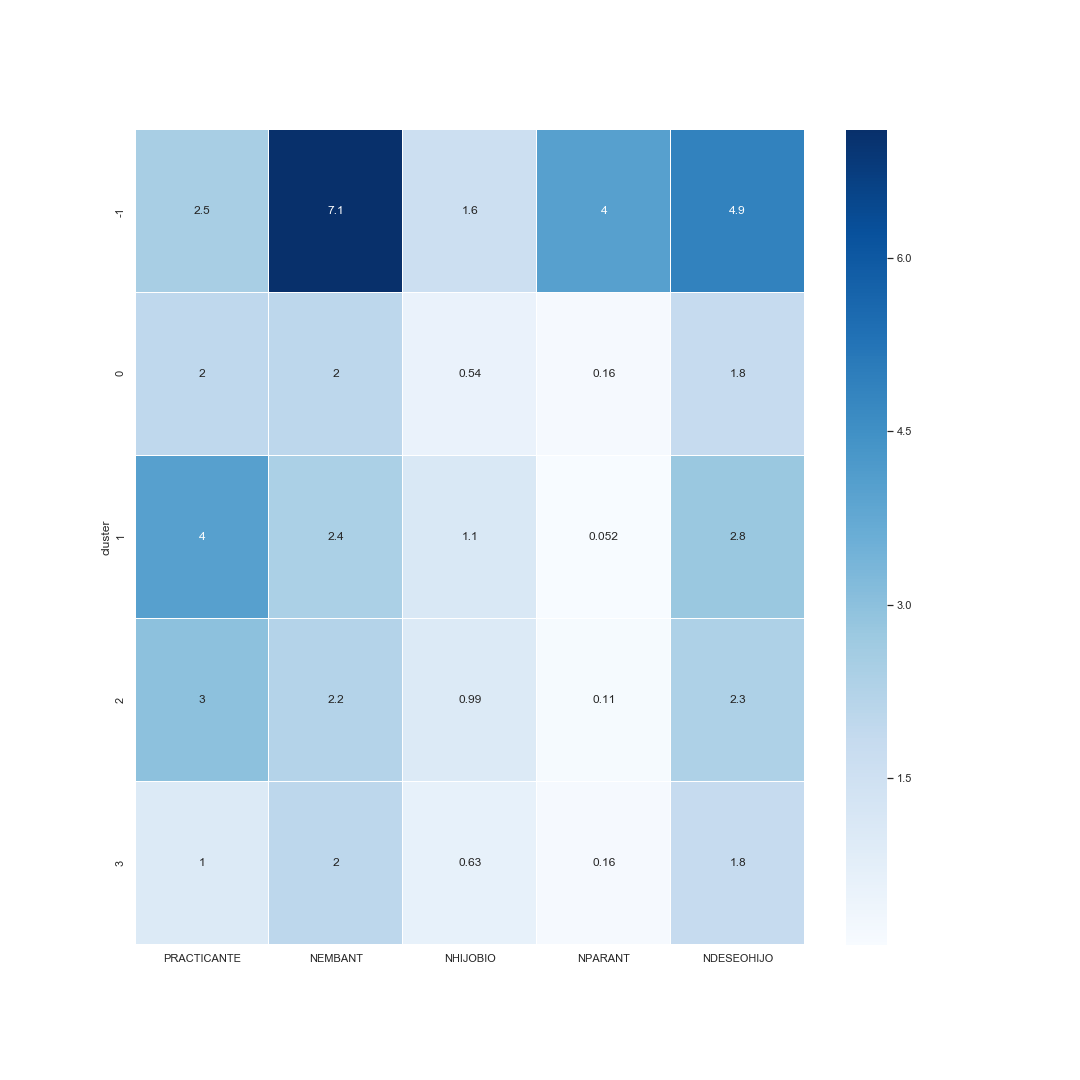 -1 2.5 7.1 1.6 4 4.9
6.0
0 2 2 0.54 0.16 1.8
4.5
cluster
1 4 2.4 1.1 0.052 2.8
3.0
2 3 2.2 0.99 0.11 2.3
1.5
3 1 2 0.63 0.16 1.8
PRACTICANTE NEMBANT NHIJOBIO NPARANT NDESEOHIJO